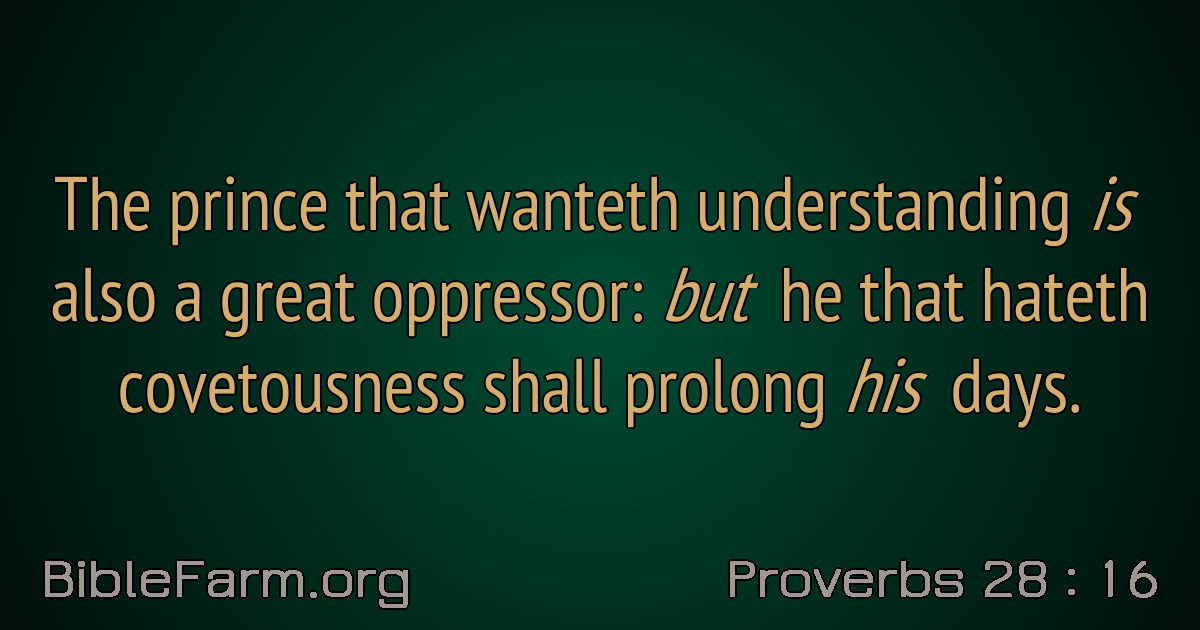 The prince that wanteth understanding is
also a great oppressor: but he that hateth
covetousness shall prolong his days.
BibleFarm.org
Proverbs 28 : 16